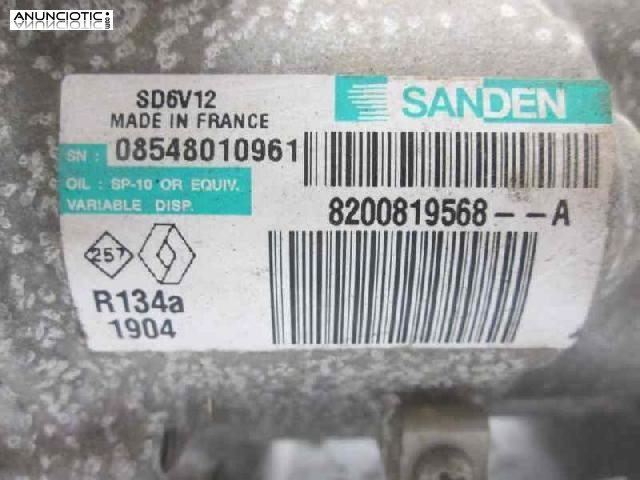 ANUNCIOTIC.com
SD6V12
MADE IN FRANCE
SANDEN
SN : 08548010961
OIL : SP-10 OR EQUIV.
VARIABLE DISP.
8200819568--A
257
R134a
1904